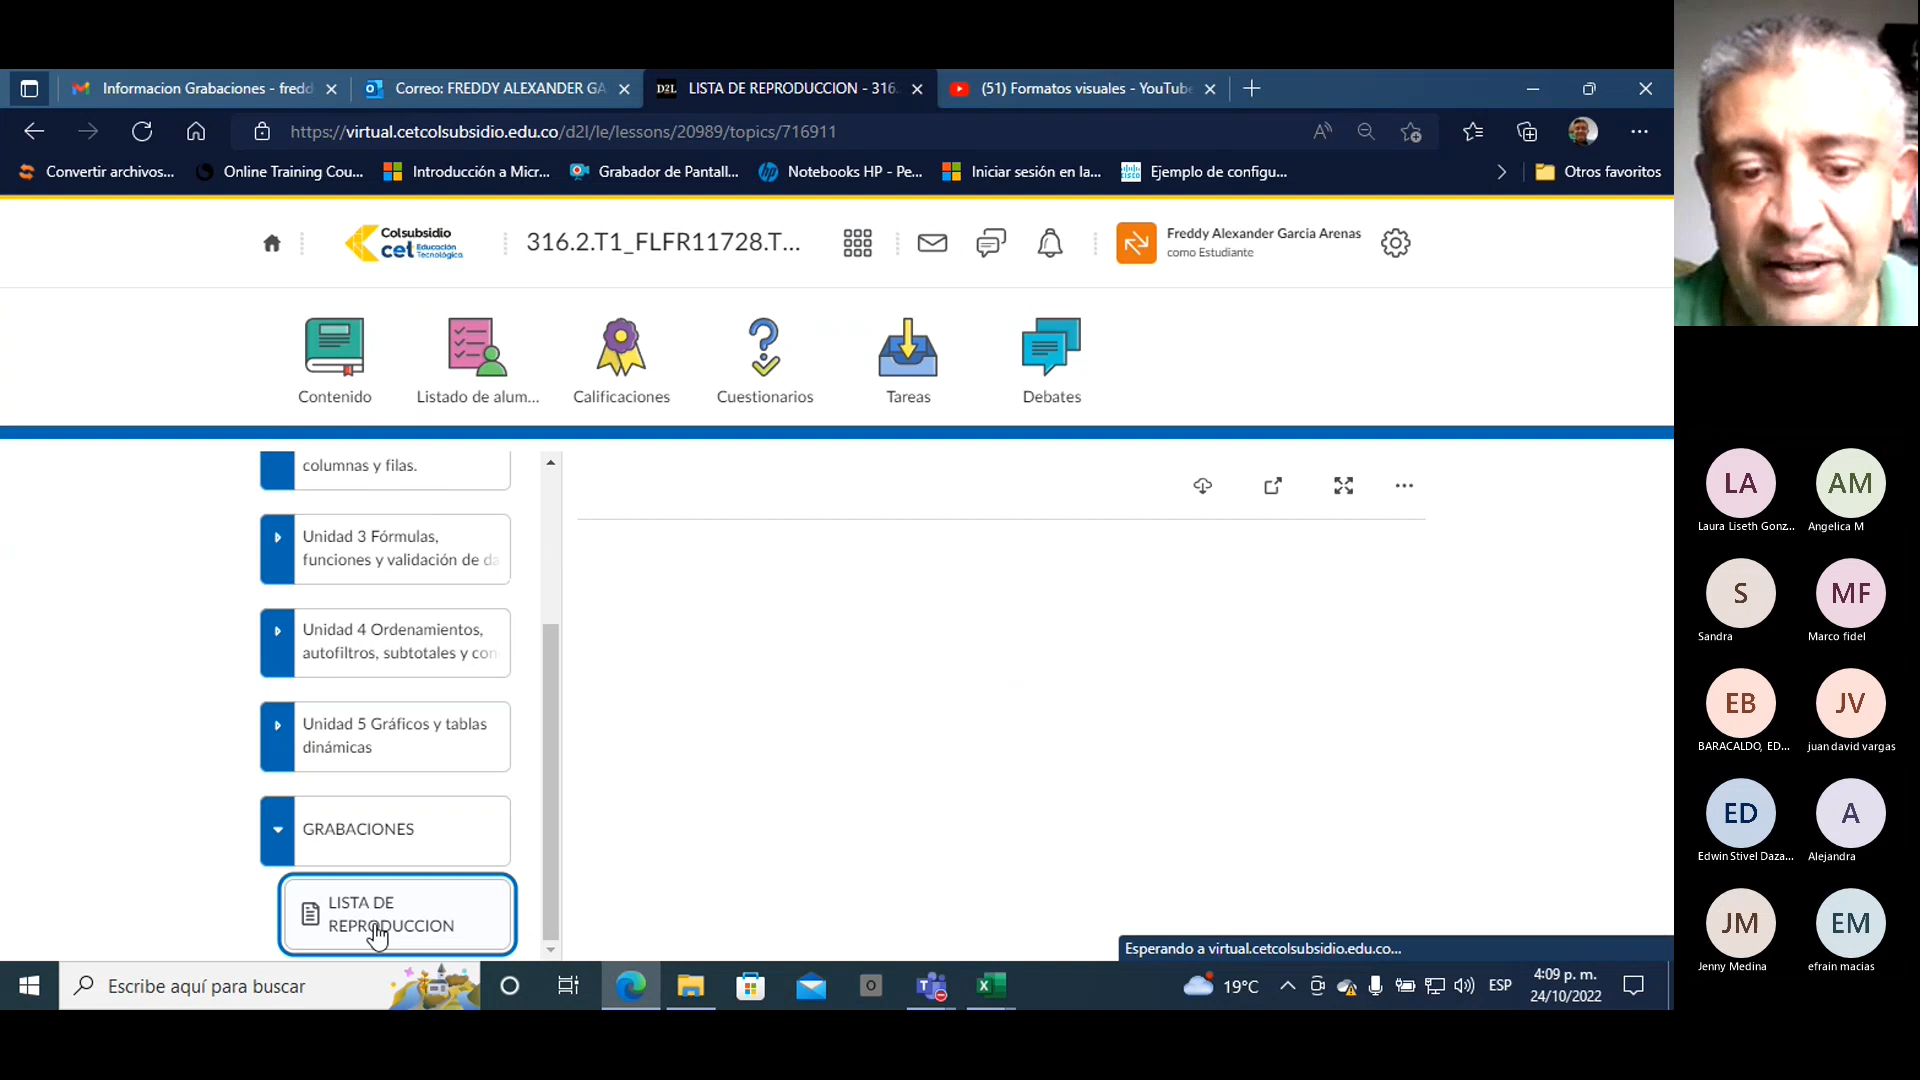 Informacion Grabaciones - fredd
Correo: FREDDY ALEXANDER GA
D2L
LISTA DE REPRODUCCION - 316.
(51) Formatos visuales - YouTube
https://virtual.cetcolsubsidio.edu.co/d2l/le/lessons/20989/topics/716911
Convertir archivos...
Online Training Cou...
Introducción a Micr...
Grabador de Pantall...
Notebooks HP - Pe...
Iniciar sesión en la...
Ejemplo de configu...
Otros favoritos
Colsubsidio
cet Educación
Tecnológica
316.2.T1_FLFR11728.T...
Freddy Alexander Garcia Arenas
como Estudiante
Contenido
Listado de alum...
Calificaciones
Cuestionarios
Tareas
Debates
columnas y filas.
Unidad 3 Fórmulas,
funciones y validación de da
Unidad 4 Ordenamientos,
autofiltros, subtotales y con
Unidad 5 Gráficos y tablas
dinámicas
GRABACIONES
LISTA DE
REPRODUCCION
Esperando a virtual.cetcolsubsidio.edu.co...
Escribe aquí para buscar
19°C
ESP
4:09 p. m.
24/10/2022
LA
Laura Liseth Gonz...
AM
Angelica M
S
Sandra
MF
Marco fidel
EB
BARACALDO, ED...
JV
juan david vargas
ED
Edwin Stivel Daza...
A
Alejandra
JM
Jenny Medina
EM
efrain macias